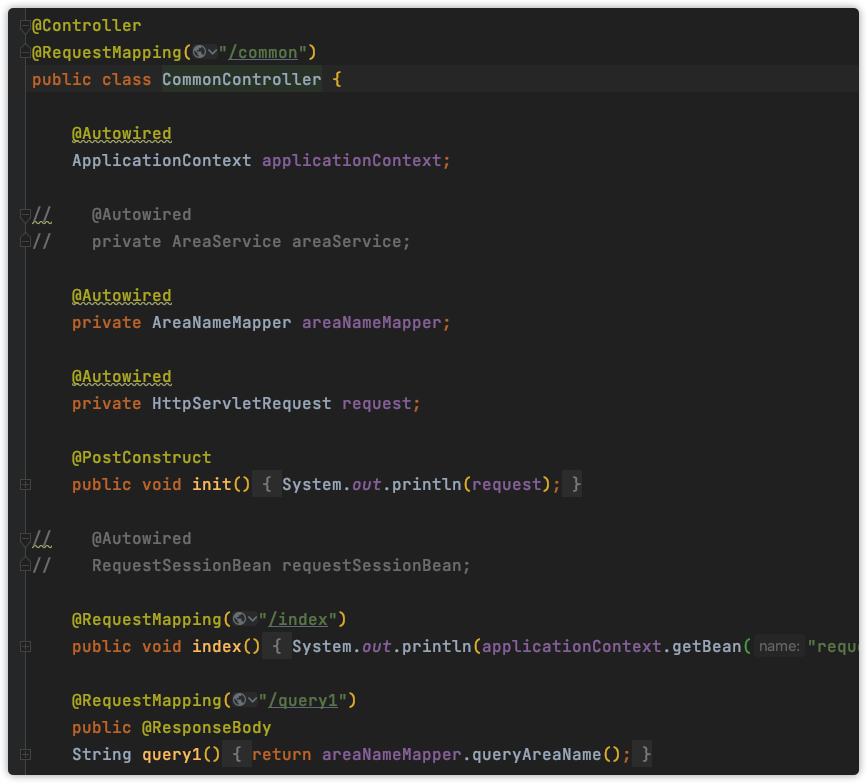 @Controller
@RequestMapping("/common")
public class CommonController {
@Autowired
ApplicationContext applicationContext;
//    @Autowired
//    private AreaService areaService;
@Autowired
private AreaNameMapper areaNameMapper;
@Autowired
private HttpServletRequest request;
@PostConstruct
public void init() { System.out.println(request); }
//    @Autowired
//    RequestSessionBean requestSessionBean;
@RequestMapping("/index")
public void index() { System.out.println(applicationContext.getBean( name: "requ
@RequestMapping("/query1")
public @ResponseBody
String query1() { return areaNameMapper.queryAreaName(); }